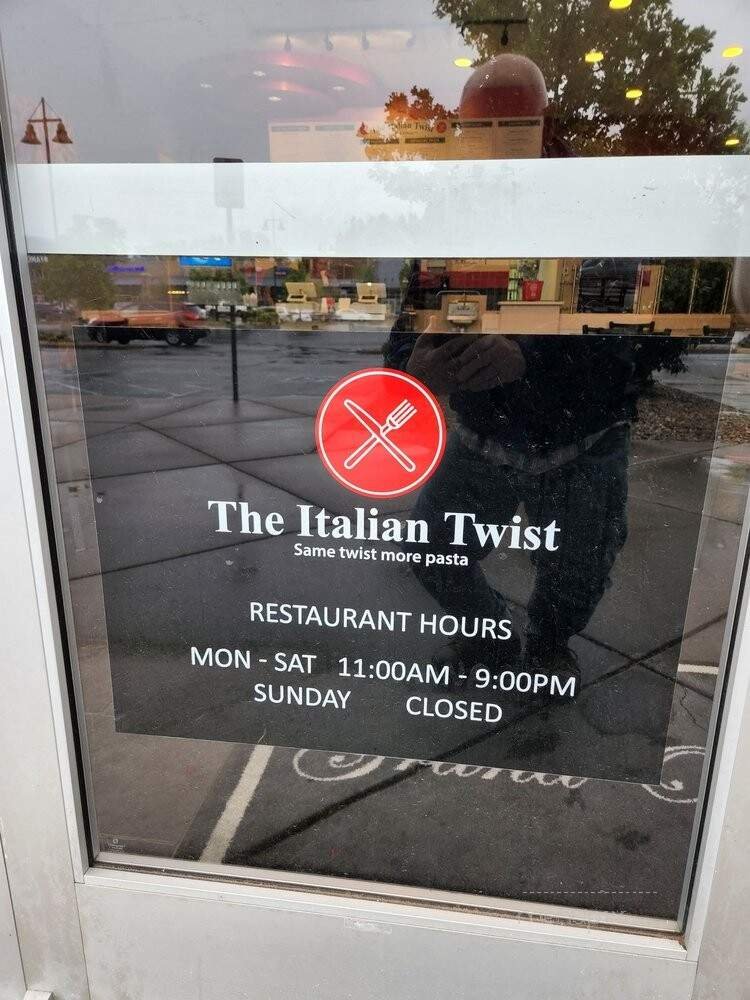 The Italian Twist
Same twist more pasta
RESTAURANT HOURS
MON - SAT 11:00AM - 9:00PM
SUNDAY CLOSED